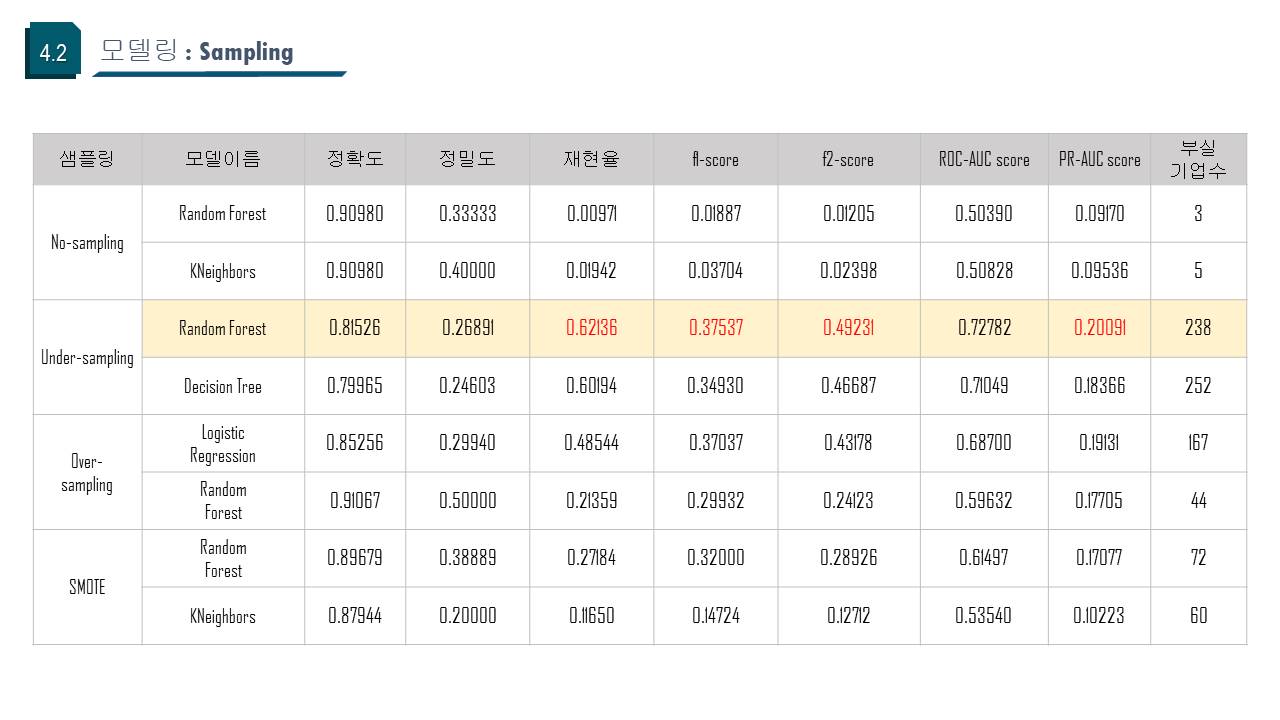 4.2
모델링 : Sampling
샘플링 모델이름 정확도 정밀도 재현율 f1-score f2-score ROC-AUC score PR-AUC score 부실
기업수
No-sampling
Random Forest 0.90980 0.33333 0.00971 0.01887 0.01205 0.50390 0.09170 3
KNeighbors 0.90980 0.40000 0.01942 0.03704 0.02398 0.50828 0.09536 5
Under-sampling
Random Forest 0.81526 0.26891 0.62136 0.37537 0.49231 0.72782 0.20091 238
Decision Tree 0.79965 0.24603 0.60194 0.34930 0.46687 0.71049 0.18366 252
Over-
sampling
Logistic
Regression 0.85256 0.29940 0.48544 0.37037 0.43178 0.68700 0.19131 167
Random
Forest 0.91067 0.50000 0.21359 0.29932 0.24123 0.59632 0.17705 44
SMOTE
Random
Forest 0.89679 0.38889 0.27184 0.32000 0.28926 0.61497 0.17077 72
KNeighbors 0.87944 0.20000 0.11650 0.14724 0.12712 0.53540 0.10223 60